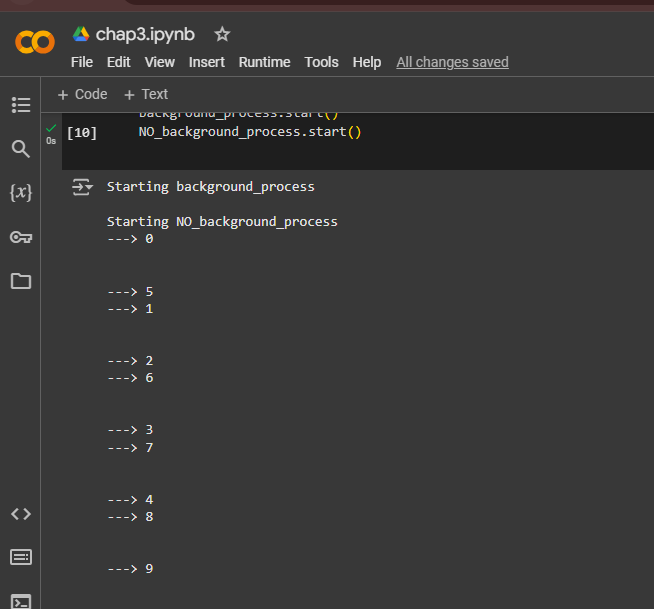 chap3.ipynb
File Edit View Insert Runtime Tools Help All changes saved
+ Code + Text
background_process.start()
[10] NO_background_process.start()
0s
Starting background_process
Starting NO_background_process
---> 0
---> 5
---> 1
---> 2
---> 6
---> 3
---> 7
---> 4
---> 8
---> 9